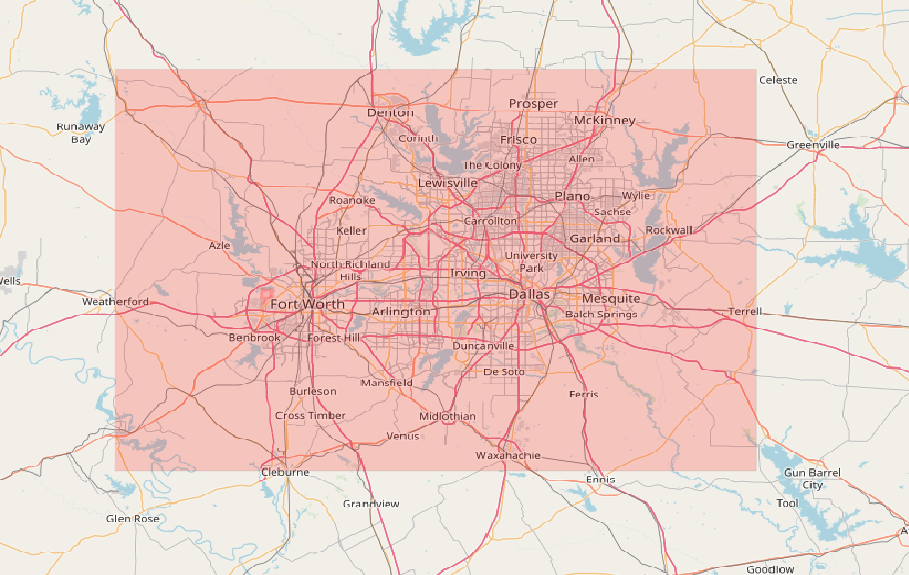 Celeste
Prosper
Denton
McKinney
Runaway
Bay
Corinth
Frisco
Greenville
The Colony
Allen
Lewisville
Plano
Wylie
Roanoke
Sachse
Carrollton
Keller
Rockwall
Garland
Azle
University
Park
North Richland
Hills
Irving
Wells
Dallas
Weatherford
Fort Worth
Mesquite
Arlington
Balch Springs
Terrell
Benbrook
Forest Hill
Duncanville
De Soto
Mansfield
Burleson
Ferris
Cross Timber
Midlothian
Venus
Waxahachie
Cleburne
Ennis
Gun Barrel
City
Grandview
Tool
Glen Rose
Goodlow